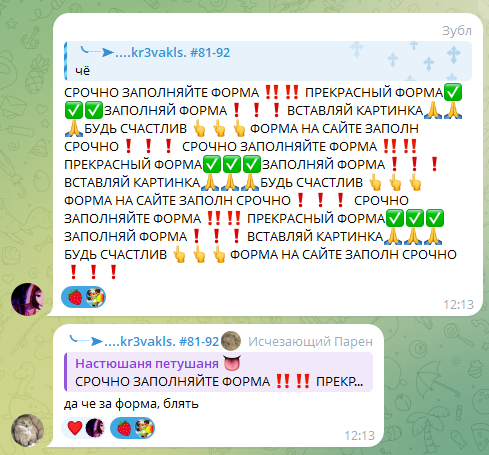 Зубл
╰┈➤....kr3vakls. #81-92
чё
СРОЧНО ЗАПОЛНЯЙТЕ ФОРМА ‼️‼️ ПРЕКРАСНЫЙ ФОРМА✅
✅✅ЗАПОЛНЯЙ ФОРМА❗❗❗ВСТАВЛЯЙ КАРТИНКА🙏🙏
🙏БУДЬ СЧАСТЛИВ 👆👆👆ФОРМА НА САЙТЕ ЗАПОЛН
СРОЧНО❗❗❗ СРОЧНО ЗАПОЛНЯЙТЕ ФОРМА ‼️‼️
ПРЕКРАСНЫЙ ФОРМА✅✅✅ЗАПОЛНЯЙ ФОРМА❗❗❗
ВСТАВЛЯЙ КАРТИНКА🙏🙏🙏БУДЬ СЧАСТЛИВ 👆👆👆
ФОРМА НА САЙТЕ ЗАПОЛН СРОЧНО❗❗❗ СРОЧНО
ЗАПОЛНЯЙТЕ ФОРМА ‼️‼️ ПРЕКРАСНЫЙ ФОРМА✅✅✅
ЗАПОЛНЯЙ ФОРМА❗❗❗ВСТАВЛЯЙ КАРТИНКА🙏🙏🙏
БУДЬ СЧАСТЛИВ 👆👆👆ФОРМА НА САЙТЕ ЗАПОЛН СРОЧНО
❗❗❗
12:13
╰┈➤....kr3vakls. #81-92 Исчезающий Парен
Настюшаня петушаня 👅
СРОЧНО ЗАПОЛНЯЙТЕ ФОРМА ‼️‼️ ПРЕКР...
да че за форма, блять
12:13